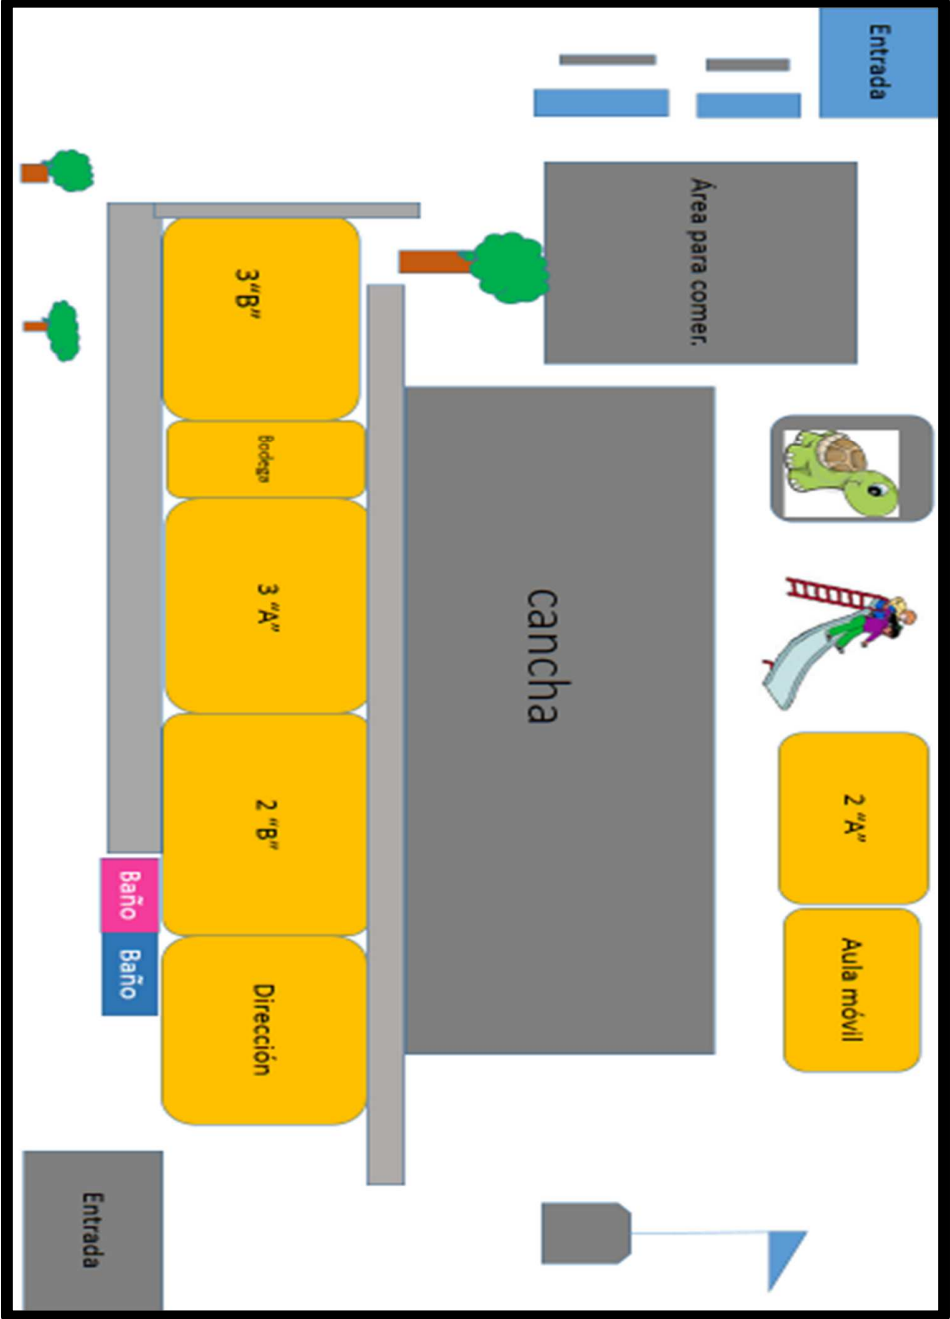 Entrada
Área para comer.
3“B”
Bodega
3 “A”
cancha
2 “B”
2 “A”
Aula móvil
Baño
Baño
Dirección
Entrada